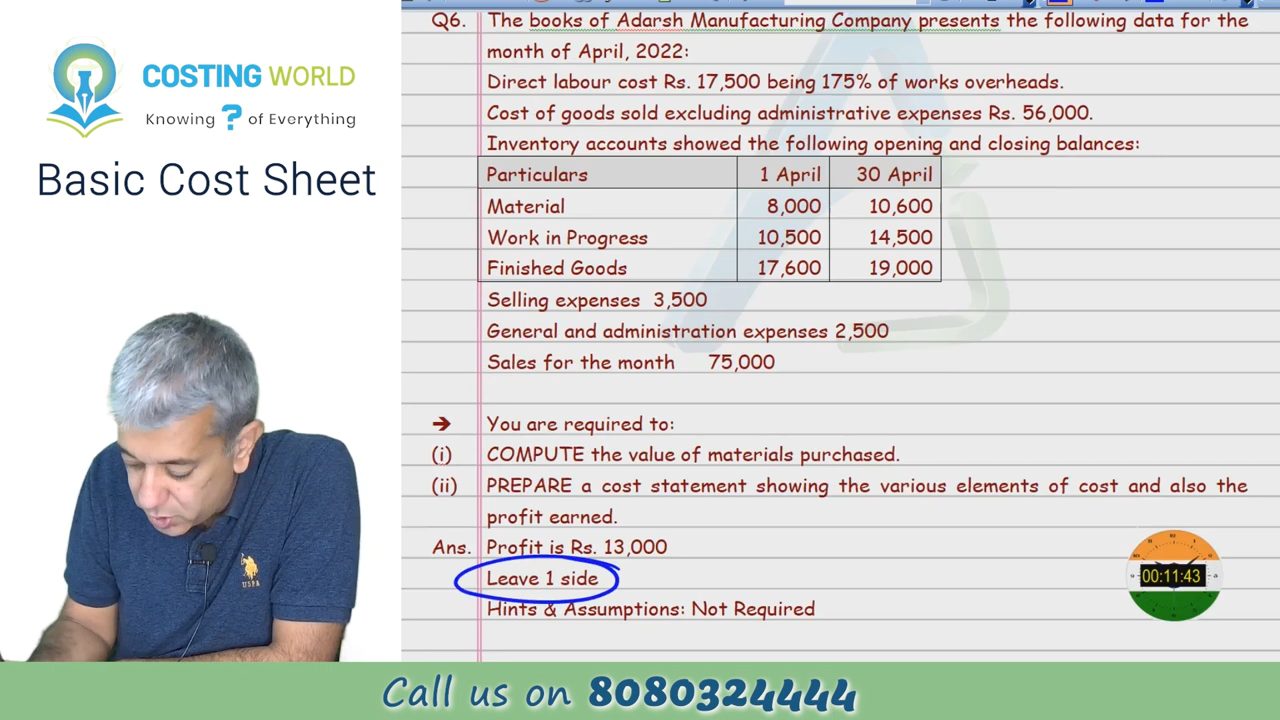 COSTING WORLD
Knowing ? of Everything
Basic Cost Sheet
Q6. The books of Adarsh Manufacturing Company presents the following data for the
month of April, 2022:
Direct labour cost Rs. 17,500 being 175% of works overheads.
Cost of goods sold excluding administrative expenses Rs. 56,000.
Inventory accounts showed the following opening and closing balances:
Particulars 1 April 30 April
Material 8,000 10,600
Work in Progress 10,500 14,500
Finished Goods 17,600 19,000
Selling expenses 3,500
General and administration expenses 2,500
Sales for the month 75,000
➔ You are required to:
(i) COMPUTE the value of materials purchased.
(ii) PREPARE a cost statement showing the various elements of cost and also the
profit earned.
Ans. Profit is Rs. 13,000
Leave 1 side
Hints & Assumptions: Not Required
00:11:43
USPA
Call us on 8080324444